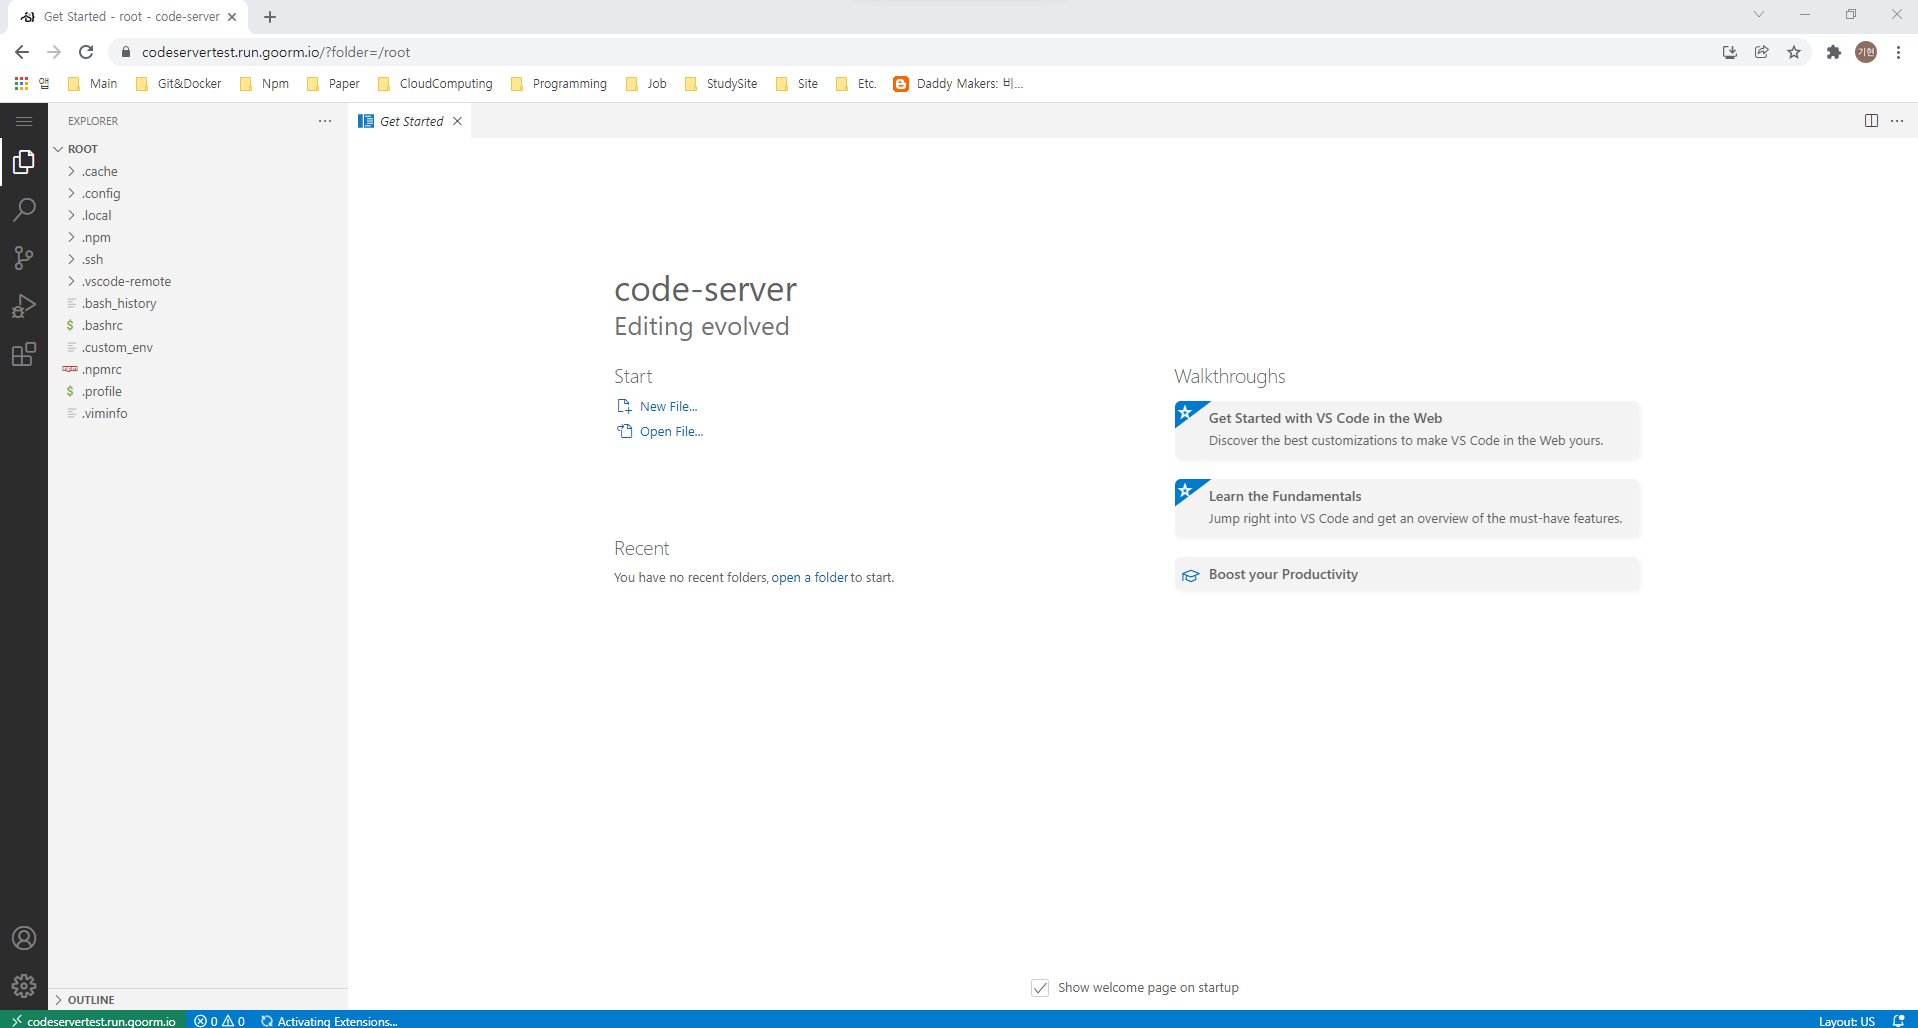 Get Started - root - code-server
codeservertest.run.goorm.io/?folder=/root
기현
앱 Main Git&Docker Npm Paper CloudComputing Programming Job StudySite Site Etc. Daddy Makers: 비...
EXPLORER
ROOT
.cache
.config
.local
.npm
.ssh
.vscode-remote
.bash_history
$ .bashrc
.custom_env
npm .npmrc
$ .profile
.viminfo
OUTLINE
Get Started
code-server
Editing evolved
Start
New File...
Open File...
Recent
You have no recent folders, open a folder to start.
Walkthroughs
Get Started with VS Code in the Web
Discover the best customizations to make VS Code in the Web yours.
Learn the Fundamentals
Jump right into VS Code and get an overview of the must-have features.
Boost your Productivity
Show welcome page on startup
codeservertest.run.goorm.io 0 0 Activating Extensions... Layout: US